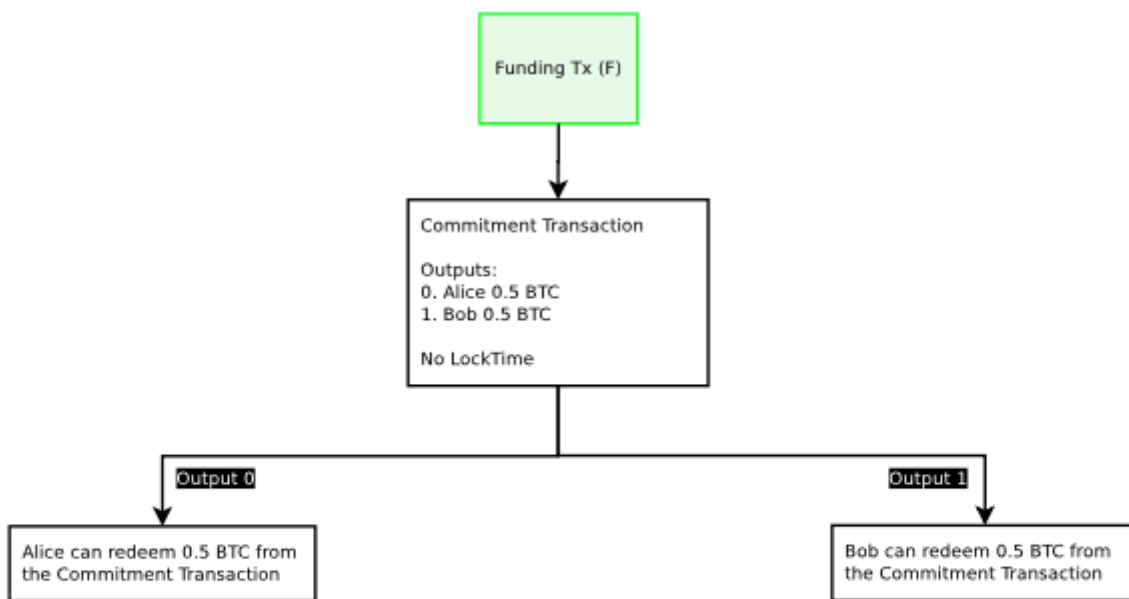 Funding Tx (F)
Commitment Transaction
Outputs:
0. Alice 0.5 BTC
1. Bob 0.5 BTC
No LockTime
Output 0
Output 1
Alice can redeem 0.5 BTC from
the Commitment Transaction
Bob can redeem 0.5 BTC from
the Commitment Transaction